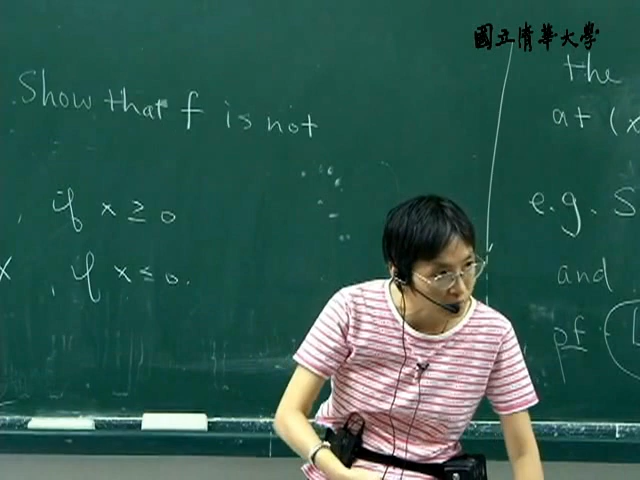 國立清華大學
Show that f is not
, if x ≥ 0
x , if x ≤ 0.
the
at (x
e.g. S
and
pf: